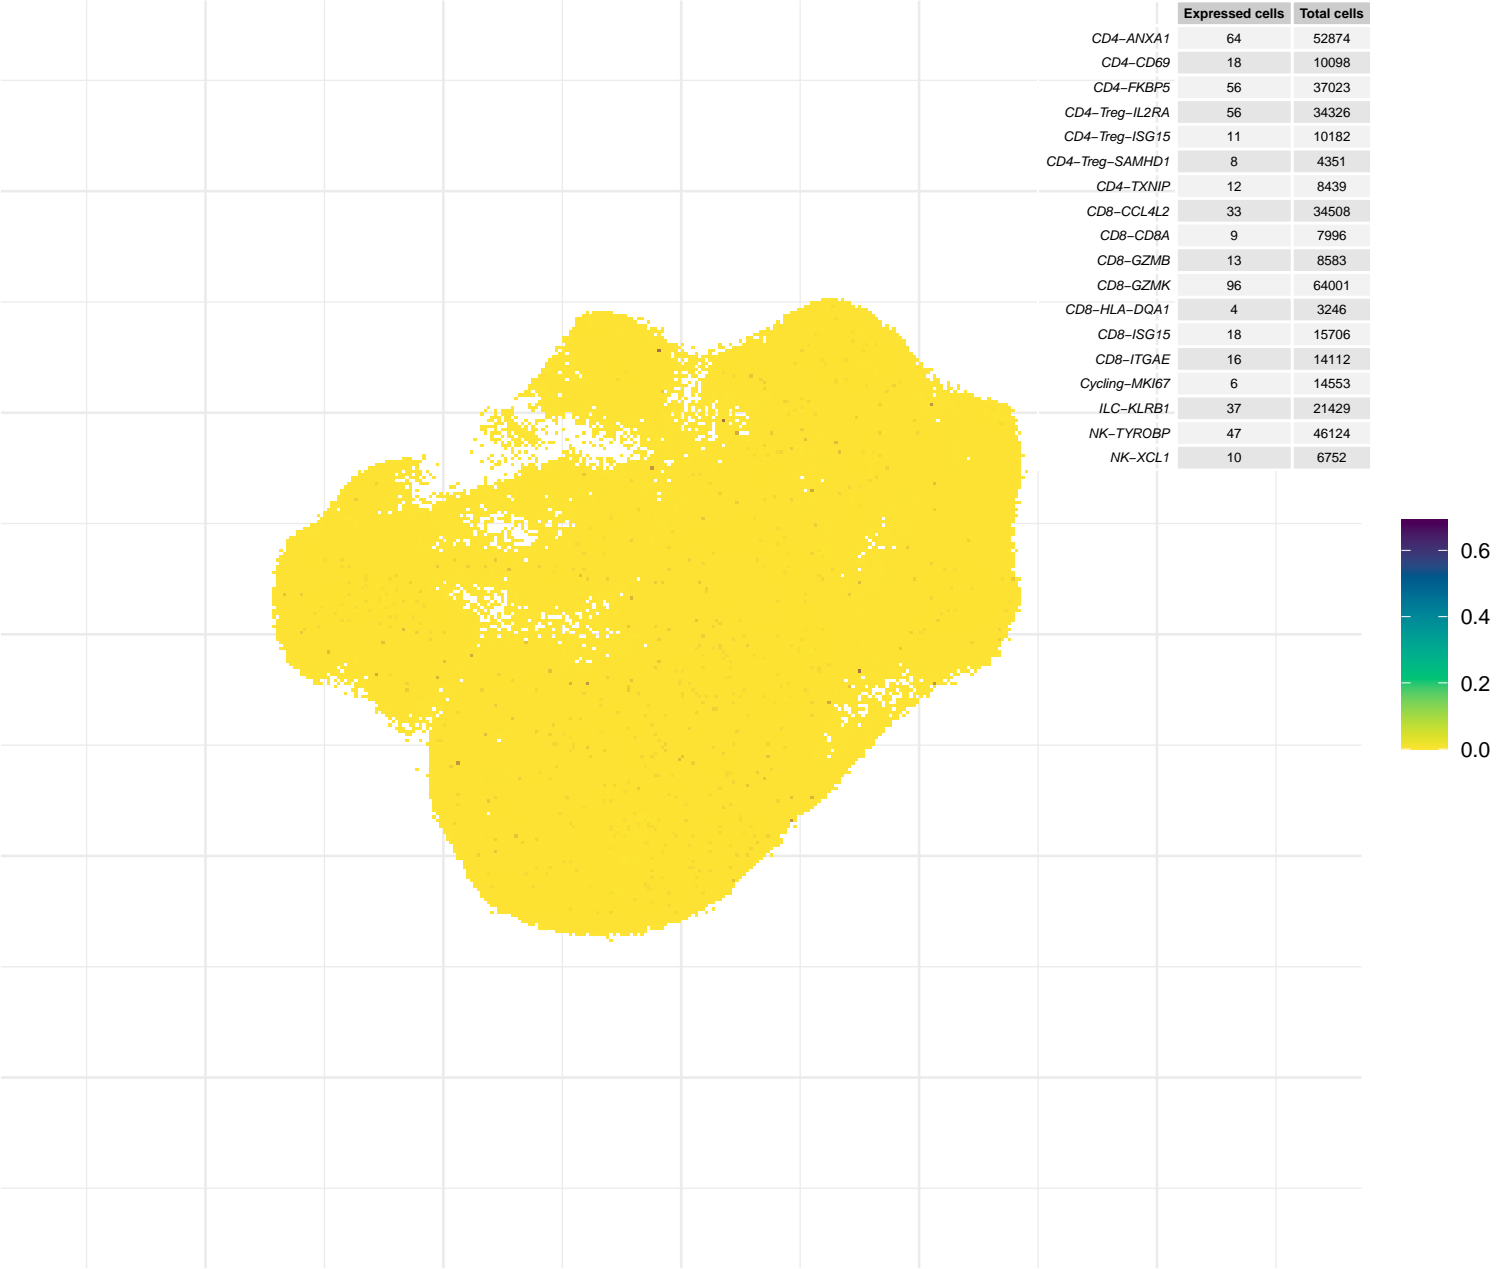 Expressed cells Total cells
CD4−ANXA1 64 52874
CD4−CD69 18 10098
CD4−FKBP5 56 37023
CD4−Treg−IL2RA 56 34326
CD4−Treg−ISG15 11 10182
CD4−Treg−SAMHD1 8 4351
CD4−TXNIP 12 8439
CD8−CCL4L2 33 34508
CD8−CD8A 9 7996
CD8−GZMB 13 8583
CD8−GZMK 96 64001
CD8−HLA−DQA1 4 3246
CD8−ISG15 18 15706
CD8−ITGAE 16 14112
Cycling−MKI67 6 14553
ILC−KLRB1 37 21429
NK−TYROBP 47 46124
NK−XCL1 10 6752
0.6
0.4
0.2
0.0